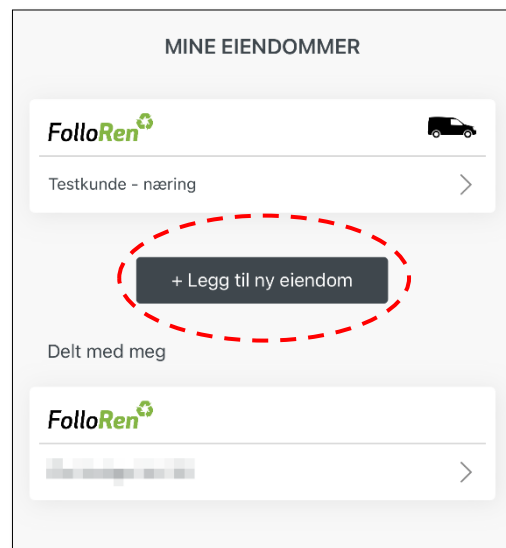 MINE EIENDOMMER
FolloRen
Testkunde - næring
+ Legg til ny eiendom
Delt med meg
FolloRen